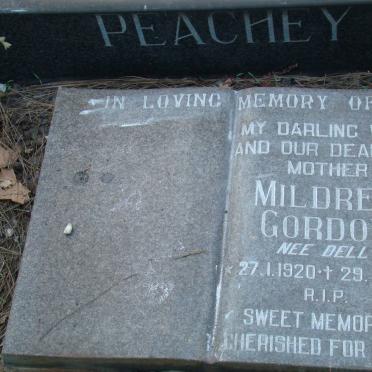 PEACHEY
IN LOVING MEMORY OF
MY DARLING
AND OUR DEAR
MOTHER
MILDRE
GORDO
NEE DELL
27.1.1920 + 29.
R.I.P.
SWEET MEMOR
CHERISHED FOR